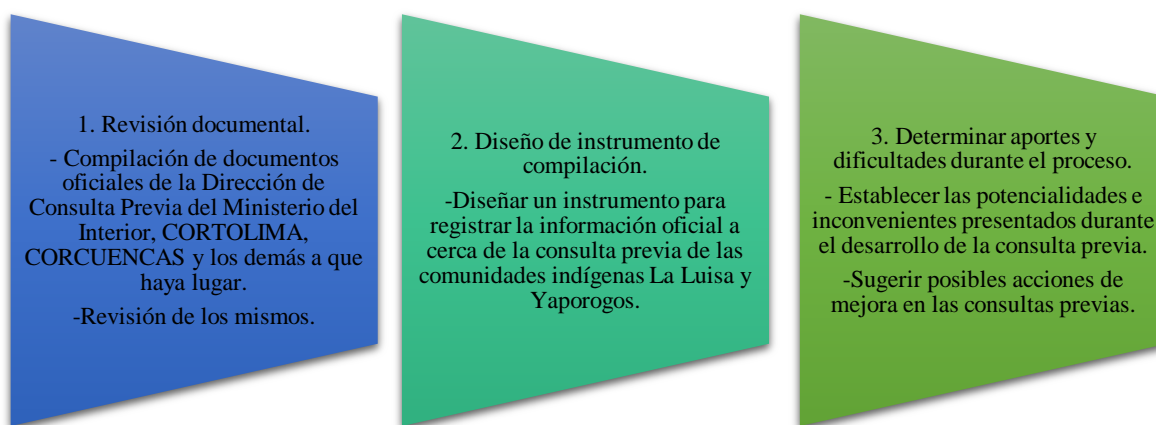 1. Revisión documental.
- Compilación de documentos
oficiales de la Dirección de
Consulta Previa del Ministerio del
Interior, CORTOLIMA,
CORCUENCAS y los demás a que
haya lugar.
-Revisión de los mismos.
2. Diseño de instrumento de
compilación.
-Diseñar un instrumento para
registrar la información oficial a
cerca de la consulta previa de las
comunidades indígenas La Luisa y
Yaporogos.
3. Determinar aportes y
dificultades durante el proceso.
- Establecer las potencialidades e
inconvenientes presentados durante
el desarrollo de la consulta previa.
-Sugerir posibles acciones de
mejora en las consultas previas.